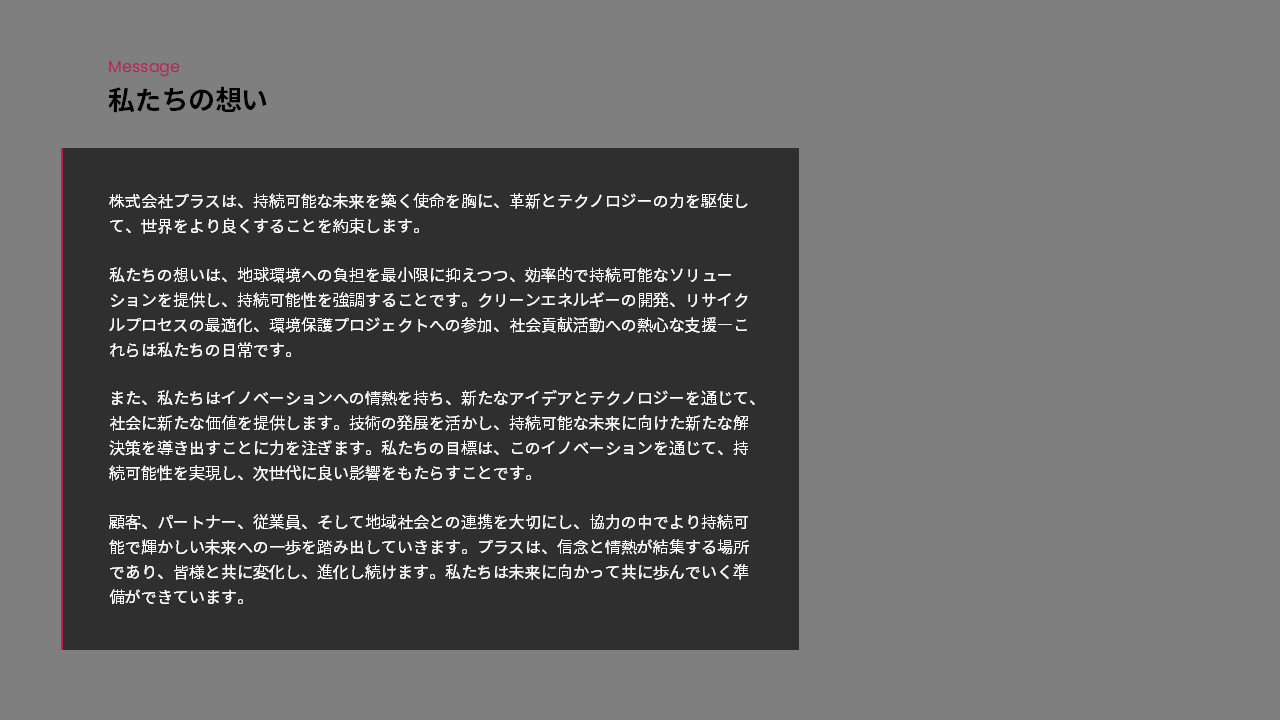 Message
私たちの想い
株式会社プラスは、持続可能な未来を築く使命を胸に、革新とテクノロジーの力を駆使し
て、世界をより良くすることを約束します。
私たちの想いは、地球環境への負担を最小限に抑えつつ、効率的で持続可能なソリュー
ションを提供し、持続可能性を強調することです。クリーンエネルギーの開発、リサイク
ルプロセスの最適化、環境保護プロジェクトへの参加、社会貢献活動への熱心な支援―こ
れらは私たちの日常です。
また、私たちはイノベーションへの情熱を持ち、新たなアイデアとテクノロジーを通じて、
社会に新たな価値を提供します。技術の発展を活かし、持続可能な未来に向けた新たな解
決策を導き出すことに力を注ぎます。私たちの目標は、このイノベーションを通じて、持
続可能性を実現し、次世代に良い影響をもたらすことです。
顧客、パートナー、従業員、そして地域社会との連携を大切にし、協力の中でより持続可
能で輝かしい未来への一歩を踏み出していきます。プラスは、信念と情熱が結集する場所
であり、皆様と共に変化し、進化し続けます。私たちは未来に向かって共に歩んでいく準
備ができています。